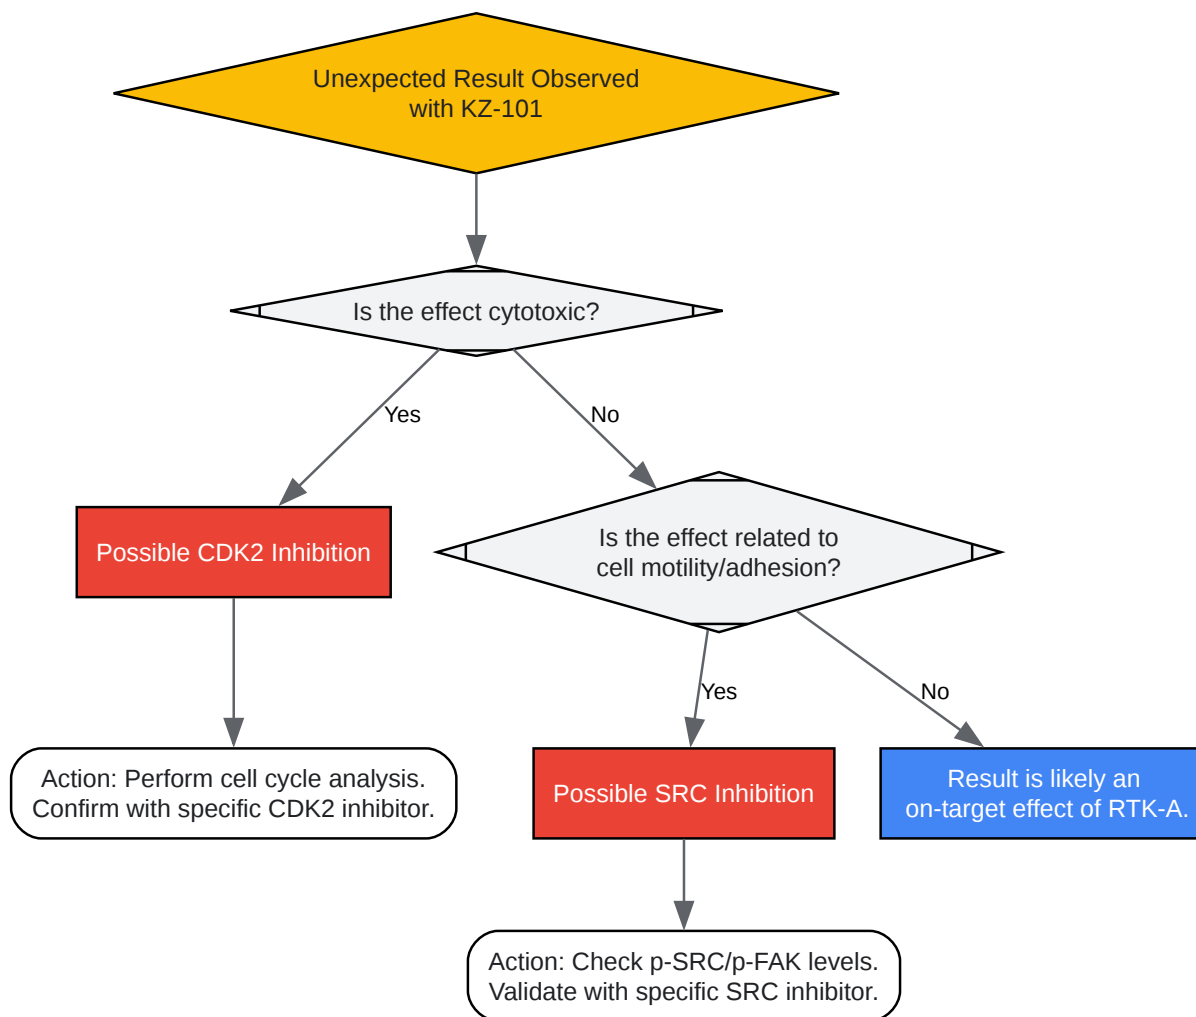 Unexpected Result Observed
with KZ-101
Is the effect cytotoxic?
Yes
No
Possible CDK2 Inhibition
Is the effect related to
cell motility/adhesion?
Yes
No
Action: Perform cell cycle analysis.
Confirm with specific CDK2 inhibitor.
Possible SRC Inhibition
Result is likely an
on-target effect of RTK-A.
Action: Check p-SRC/p-FAK levels.
Validate with specific SRC inhibitor.